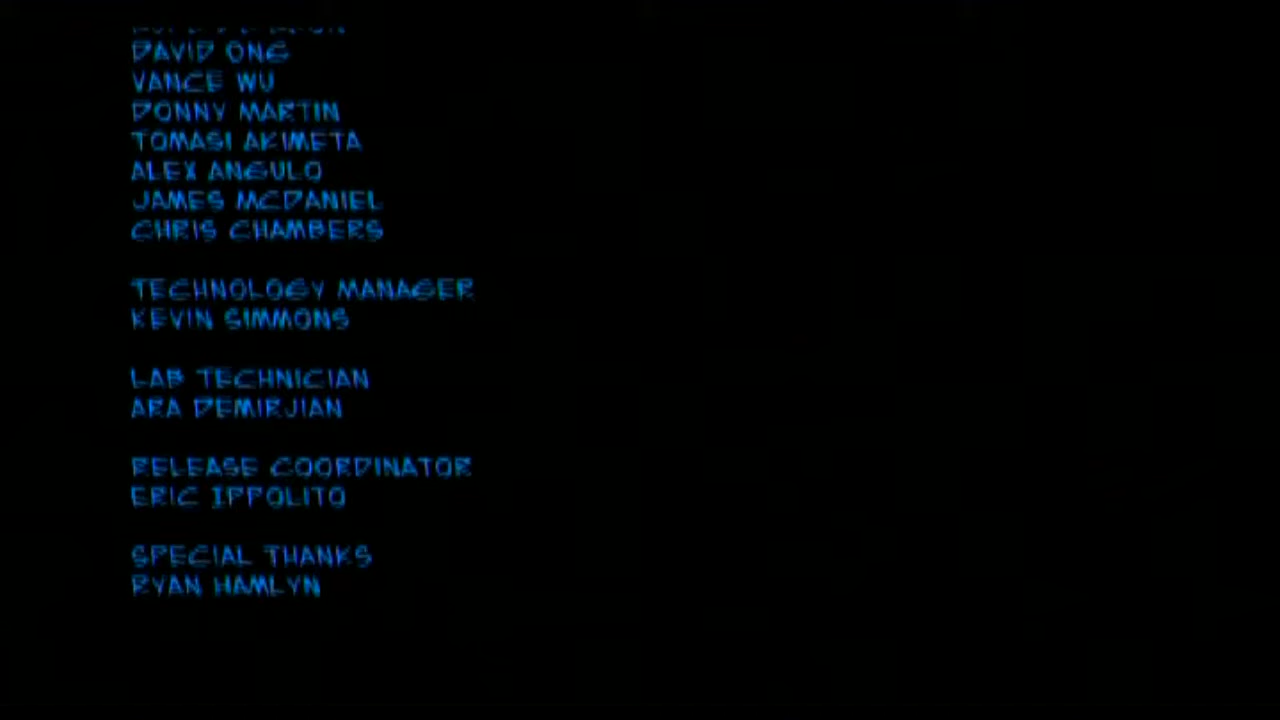 DAVID ONG
VANCE WU
DONNY MARTIN
TOMASI AKIMETA
ALEX ANGULO
JAMES MCDANIEL
CHRIS CHAMBERS
TECHNOLOGY MANAGER
KEVIN SIMMONS
LAB TECHNICIAN
ARA DEMIRJIAN
RELEASE COORDINATOR
ERIC IPPOLITO
SPECIAL THANKS
RYAN HAMLYN